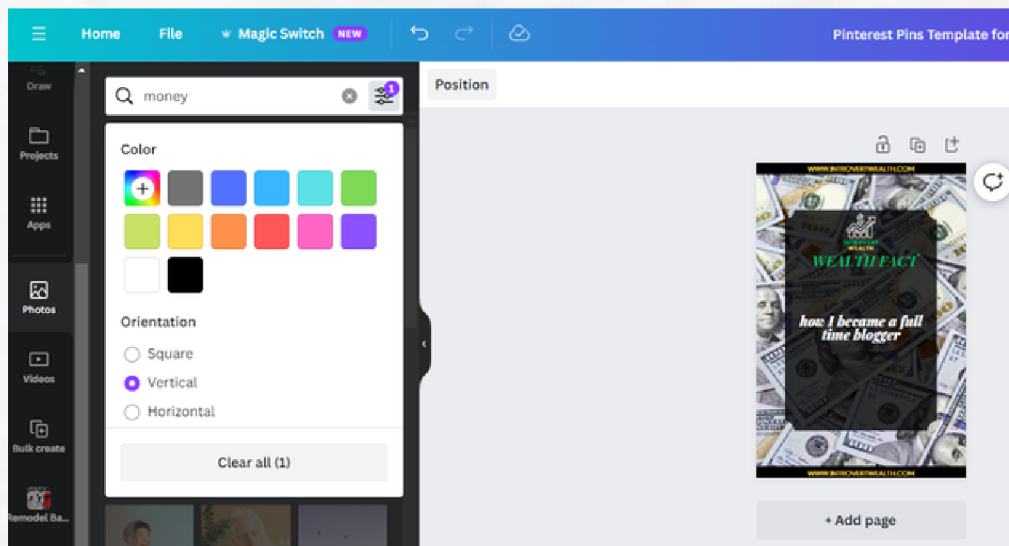 Home File Magic Switch NEW
Pinterest Pins Template for
Draw
Projects
Apps
Photos
Videos
Bulk create
Remodel Ba...
money
1
Color
Orientation
Square
Vertical
Horizontal
Clear all (1)
Position
WWW.INTROVERTWEALTH.COM
INTROVERT
WEALTH
WEALTH FACT
how I became a full
time blogger
WWW.INTROVERTWEALTH.COM
+ Add page